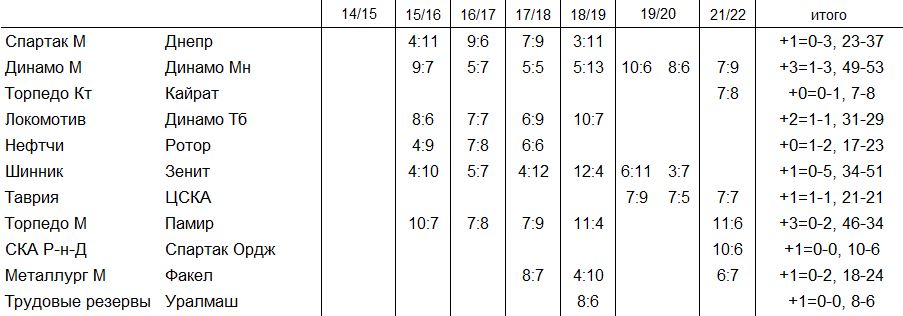 14/15 15/16 16/17 17/18 18/19 19/20 21/22 итого
Спартак М Днепр 4:11 9:6 7:9 3:11 +1=0-3, 23-37
Динамо М Динамо Мн 9:7 5:7 5:5 5:13 10:6 8:6 7:9 +3=1-3, 49-53
Торпедо Кт Кайрат 7:8 +0=0-1, 7-8
Локомотив Динамо Тб 8:6 7:7 6:9 10:7 +2=1-1, 31-29
Нефтчи Ротор 4:9 7:8 6:6 +0=1-2, 17-23
Шинник Зенит 4:10 5:7 4:12 12:4 6:11 3:7 +1=0-5, 34-51
Таврия ЦСКА 7:9 7:5 7:7 +1=1-1, 21-21
Торпедо М Памир 10:7 7:8 7:9 11:4 11:6 +3=0-2, 46-34
СКА Р-н-Д Спартак Ордж 10:6 +1=0-0, 10-6
Металлург М Факел 8:7 4:10 6:7 +1=0-2, 18-24
Трудовые резервы Уралмаш 8:6 +1=0-0, 8-6